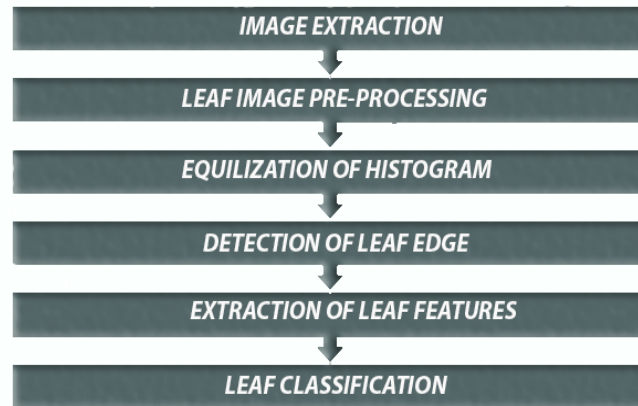 IMAGE EXTRACTION
LEAF IMAGE PRE-PROCESSING
EQUILIZATION OF HISTOGRAM
DETECTION OF LEAF EDGE
EXTRACTION OF LEAF FEATURES
LEAF CLASSIFICATION